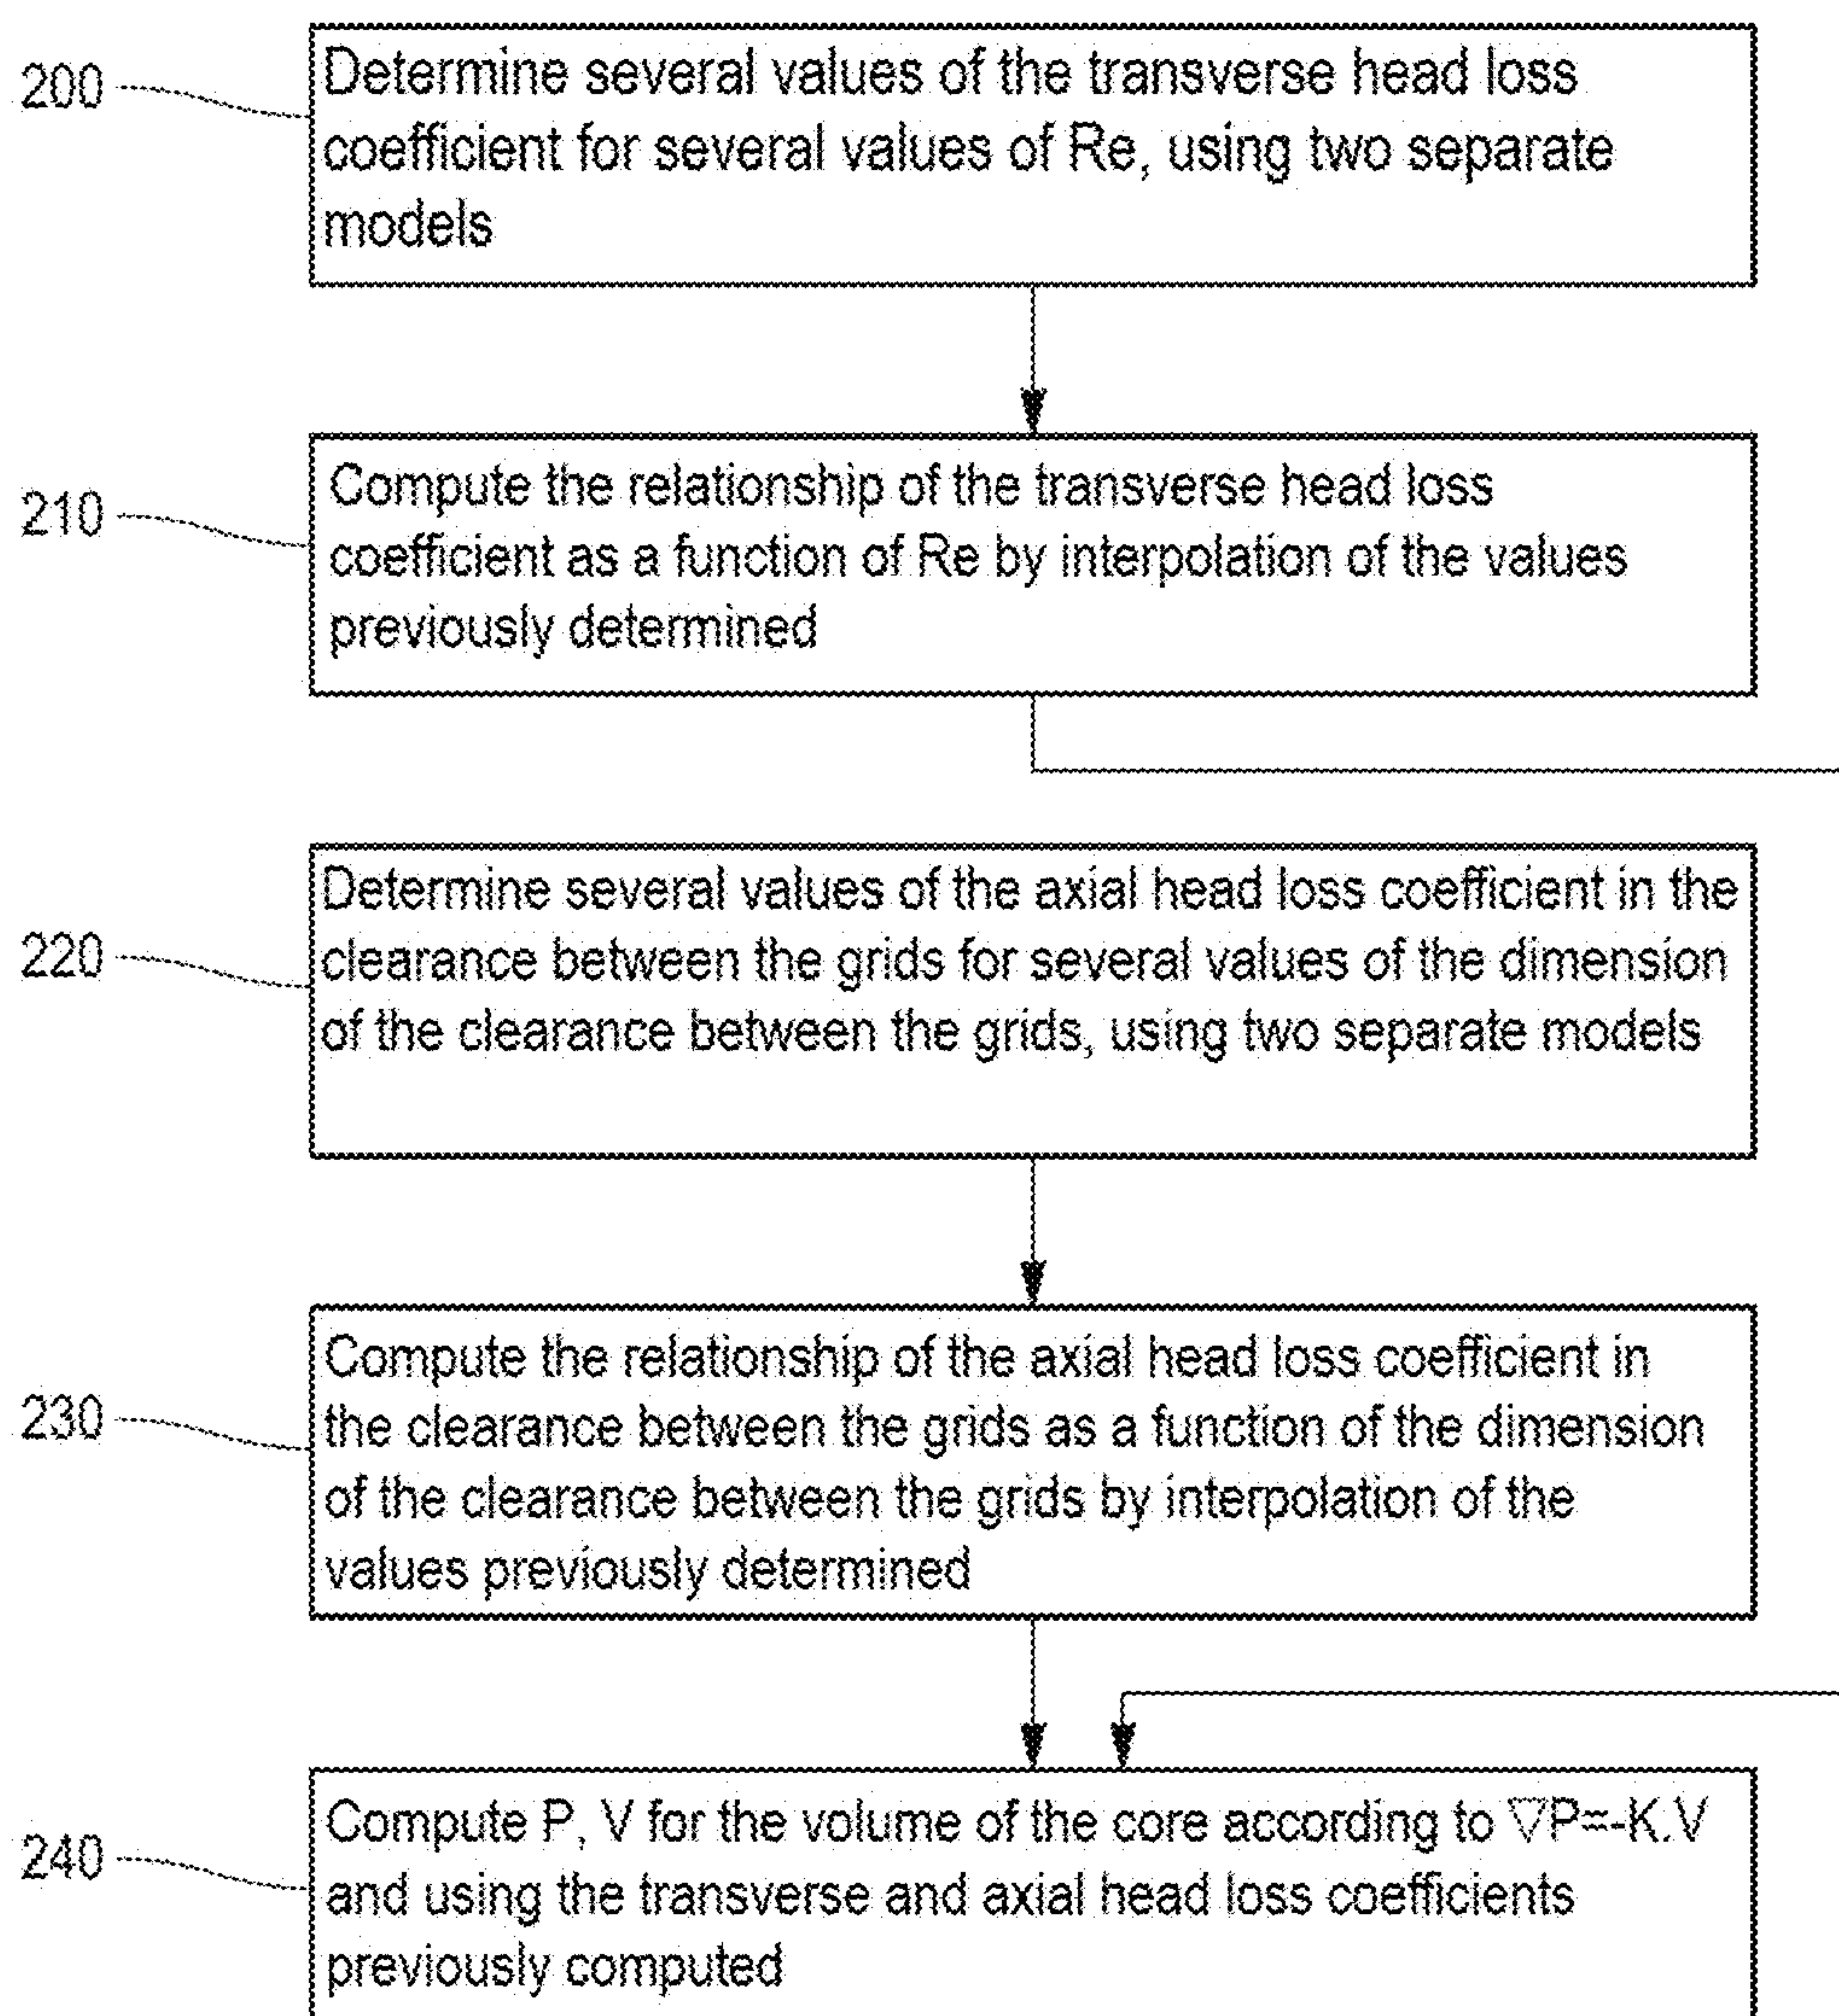 200
Determine several values of the transverse head loss
coefficient for several values of Re, using two separate
models
210
Compute the relationship of the transverse head loss
coefficient as a function of Re by interpolation of the values
previously determined
220
Determine several values of the axial head loss coefficient in the
clearance between the grids for several values of the dimension
of the clearance between the grids, using two separate models
230
Compute the relationship of the axial head loss coefficient in
the clearance between the grids as a function of the dimension
of the clearance between the grids by interpolation of the
values previously determined
240
Compute P, V for the volume of the core according to ∇P=-K.V
and using the transverse and axial head loss coefficients
previously computed